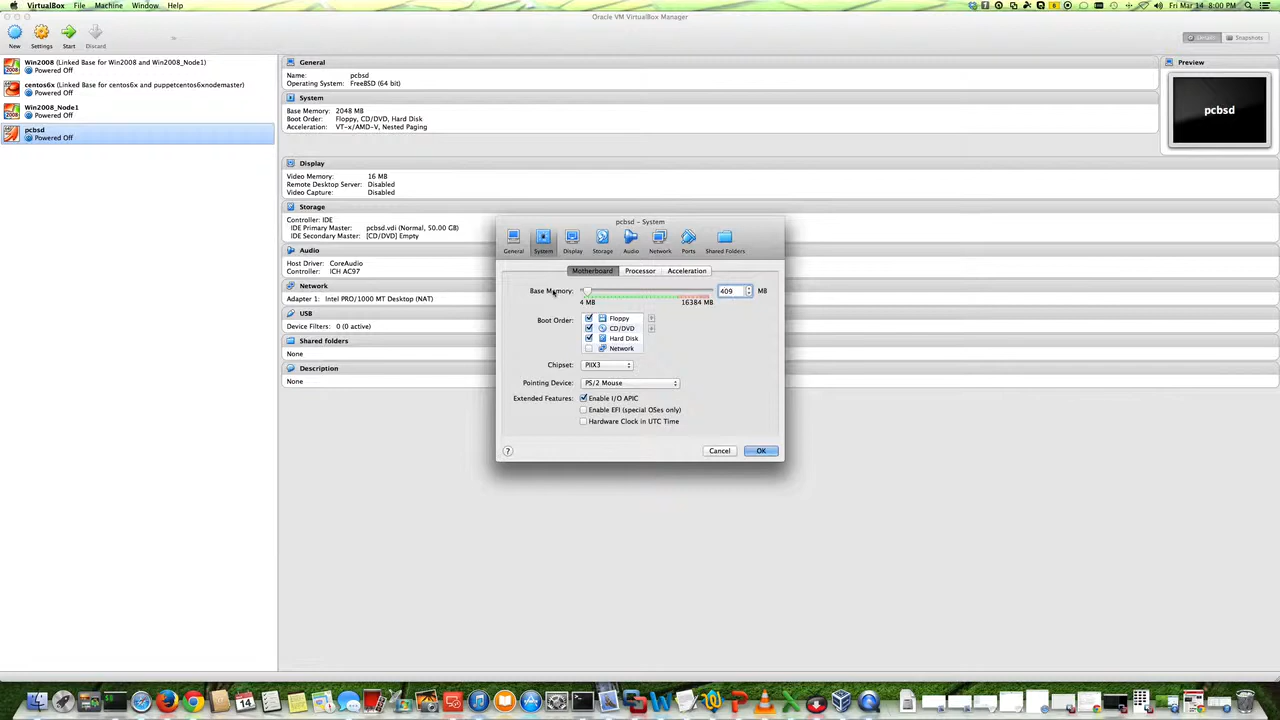 VirtualBox File Machine Window Help
Fri Mar 14 8:00 PM
Oracle VM VirtualBox Manager
New Settings Start Discard
Snapshots
Win2008 (Linked Base for Win2008 and Win2008_Node1)
Powered Off
centos6x (Linked Base for centos6x and puppetcentos6xnodemaster)
Powered Off
Win2008_Node1
Powered Off
pcbsd
Powered Off
General
Name: pcbsd
Operating System: FreeBSD (64 bit)
System
Base Memory: 2048 MB
Boot Order: Floppy, CD/DVD, Hard Disk
Acceleration: VT-x/AMD-V, Nested Paging
Display
Video Memory: 16 MB
Remote Desktop Server: Disabled
Video Capture: Disabled
Storage
Controller: IDE
IDE Primary Master: pcbsd.vdi (Normal, 50.00 GB)
IDE Secondary Master: [CD/DVD] Empty
Audio
Host Driver: CoreAudio
Controller: ICH AC97
Network
Adapter 1: Intel PRO/1000 MT Desktop (NAT)
USB
Device Filters: 0 (0 active)
Shared folders
None
Description
None
Preview
pcbsd
pcbsd - System
General System Display Storage Audio Network Ports Shared Folders
Motherboard Processor Acceleration
Base Memory: 409 MB
4 MB 16384 MB
Boot Order: Floppy
CD/DVD
Hard Disk
Network
Chipset: PIIX3
Pointing Device: PS/2 Mouse
Extended Features: Enable I/O APIC
Enable EFI (special OSes only)
Hardware Clock in UTC Time
? Cancel OK
14